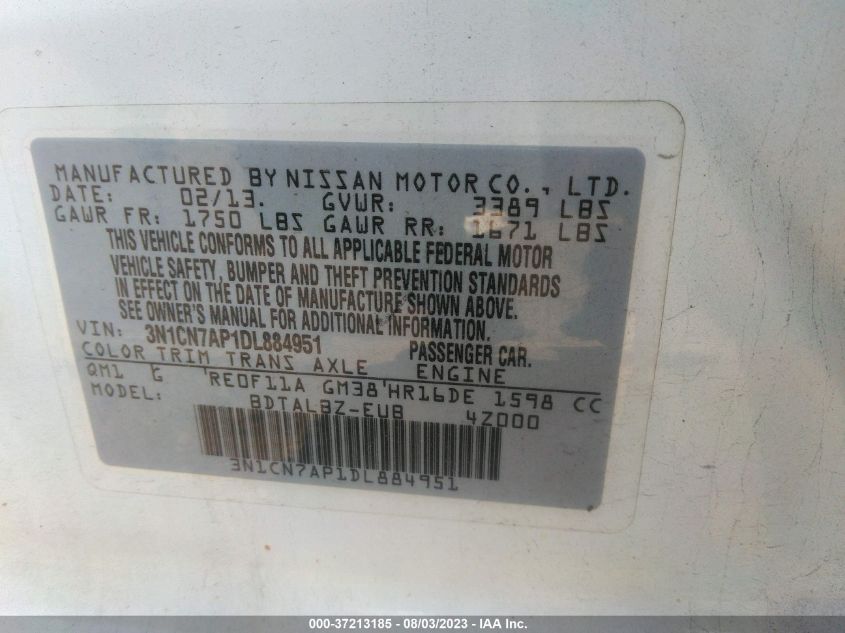 MANUFACTURED BY NISSAN MOTOR CO., LTD.
DATE: 02/13. GVWR: 3389 LBS
GAWR FR: 1750 LBS GAWR RR: 1671 LBS
THIS VEHICLE CONFORMS TO ALL APPLICABLE FEDERAL MOTOR
VEHICLE SAFETY, BUMPER AND THEFT PREVENTION STANDARDS
IN EFFECT ON THE DATE OF MANUFACTURE SHOWN ABOVE.
SEE OWNER'S MANUAL FOR ADDITIONAL INFORMATION.
VIN: 3N1CN7AP1DL884951 PASSENGER CAR.
COLOR TRIM TRANS AXLE ENGINE
QM1 G 'RE0F11A GM38'HR16DE 1598 CC
MODEL: BDTALBZ-EUB 4Z000
3N1CN7AP1DL884951
000-37213185 - 08/03/2023 - IAA Inc.